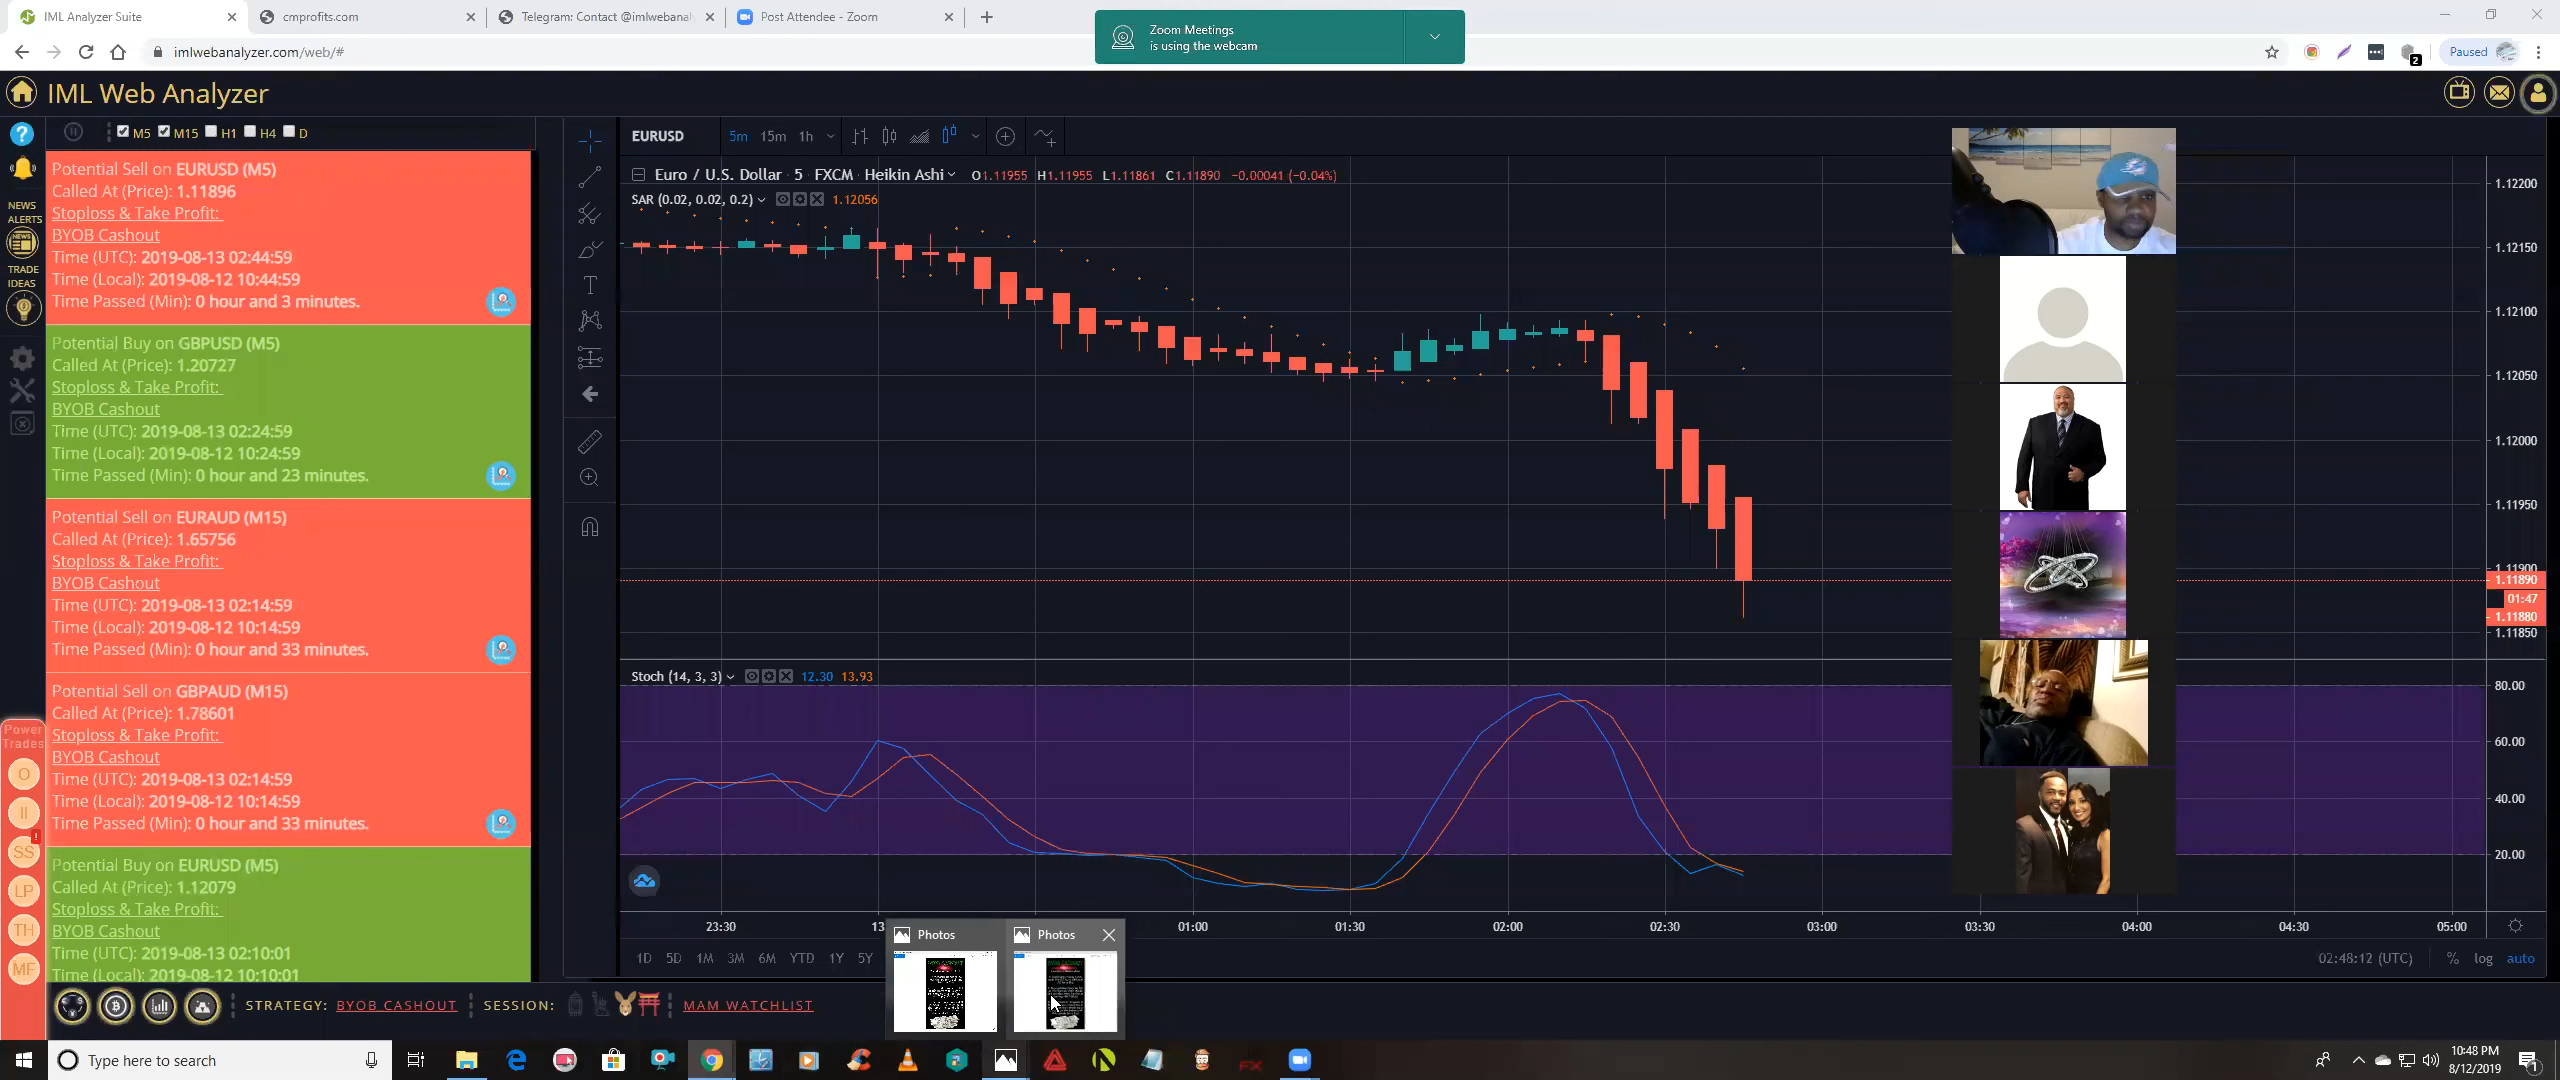 IML Analyzer Suite
cmprofits.com
Telegram: Contact @imlwebanaly
Post Attendee - Zoom
Zoom Meetings
is using the webcam
imlwebanalyzer.com/web/#
Paused
2
IML Web Analyzer
M5 M15 H1 H4 D
NEWS
ALERTS
NEWS
TRADE
IDEAS
Potential Sell on EURUSD (M5)
Called At (Price): 1.11896
Stoploss & Take Profit:
BYOB Cashout
Time (UTC): 2019-08-13 02:44:59
Time (Local): 2019-08-12 10:44:59
Time Passed (Min): 0 hour and 3 minutes.
Potential Buy on GBPUSD (M5)
Called At (Price): 1.20727
Stoploss & Take Profit:
BYOB Cashout
Time (UTC): 2019-08-13 02:24:59
Time (Local): 2019-08-12 10:24:59
Time Passed (Min): 0 hour and 23 minutes.
Potential Sell on EURAUD (M15)
Called At (Price): 1.65756
Stoploss & Take Profit:
BYOB Cashout
Time (UTC): 2019-08-13 02:14:59
Time (Local): 2019-08-12 10:14:59
Time Passed (Min): 0 hour and 33 minutes.
Potential Sell on GBPAUD (M15)
Called At (Price): 1.78601
Stoploss & Take Profit:
BYOB Cashout
Time (UTC): 2019-08-13 02:14:59
Time (Local): 2019-08-12 10:14:59
Time Passed (Min): 0 hour and 33 minutes.
Potential Buy on EURUSD (M5)
Called At (Price): 1.12079
Stoploss & Take Profit:
BYOB Cashout
Time (UTC): 2019-08-13 02:10:01
Time (Local): 2019-08-12 10:10:01
Power
Trades
O
II
SS
LP
TH
MF
EURUSD 5m 15m 1h
Euro / U.S. Dollar · 5 · FXCM · Heikin Ashi O1.11955 H1.11955 L1.11861 C1.11890 −0.00041 (−0.04%)
SAR (0.02, 0.02, 0.2) 1.12056
1.12200
1.12150
1.12100
1.12050
1.12000
1.11950
1.11900
1.11890
01:47
1.11880
1.11850
Stoch (14, 3, 3) 12.30 13.93
80.00
60.00
40.00
20.00
23:30 13 01:00 01:30 02:00 02:30 03:00 03:30 04:00 04:30 05:00
Photos
Photos
1D 5D 1M 3M 6M YTD 1Y 5Y
02:48:12 (UTC) % log auto
STRATEGY: BYOB CASHOUT SESSION: MAM WATCHLIST
Type here to search
FX
10:48 PM
8/12/2019
1